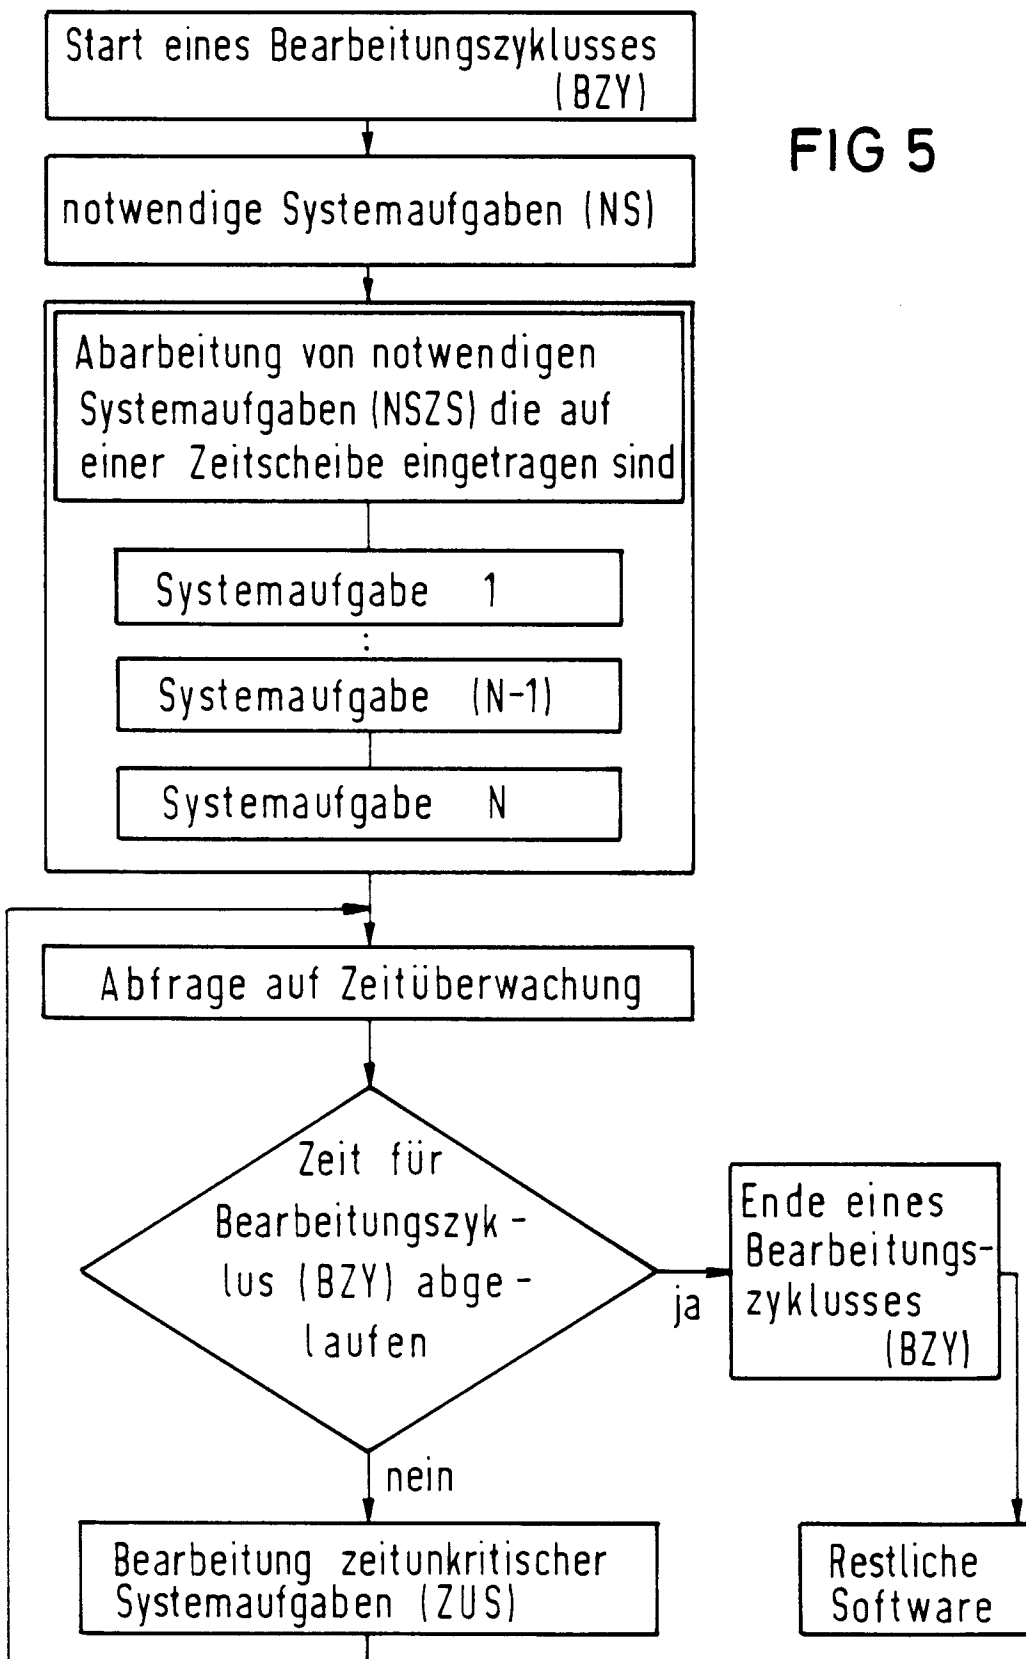 Start eines Bearbeitungszyklusses
(BZY)
FIG 5
notwendige Systemaufgaben (NS)
Abarbeitung von notwendigen
Systemaufgaben (NSZS) die auf
einer Zeitscheibe eingetragen sind
Systemaufgabe 1
:
Systemaufgabe (N-1)
Systemaufgabe N
Abfrage auf Zeitüberwachung
Zeit für
Bearbeitungszyk-
lus (BZY) abge-
laufen
ja
Ende eines
Bearbeitungs-
zyklusses
(BZY)
nein
Bearbeitung zeitunkritischer
Systemaufgaben (ZUS)
Restliche
Software